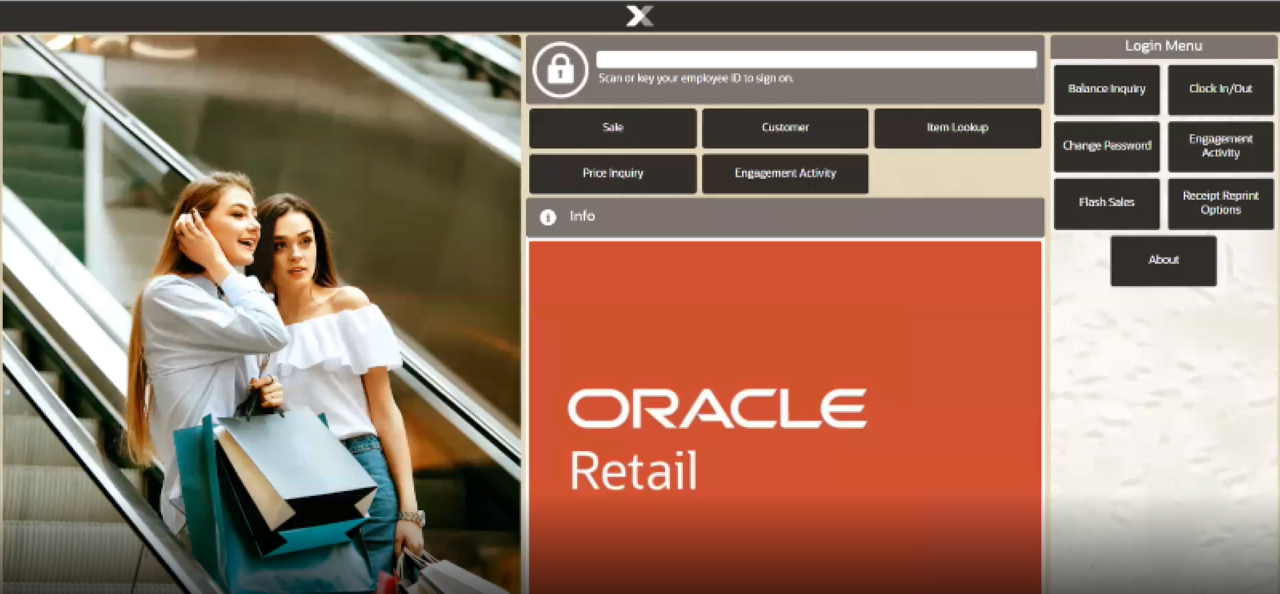 Scan or key your employee ID to sign on.
Sale
Customer
Item Lookup
Price Inquiry
Engagement Activity
Info
ORACLE
Retail
Login Menu
Balance Inquiry
Clock In/Out
Change Password
Engagement
Activity
Flash Sales
Receipt Reprint
Options
About